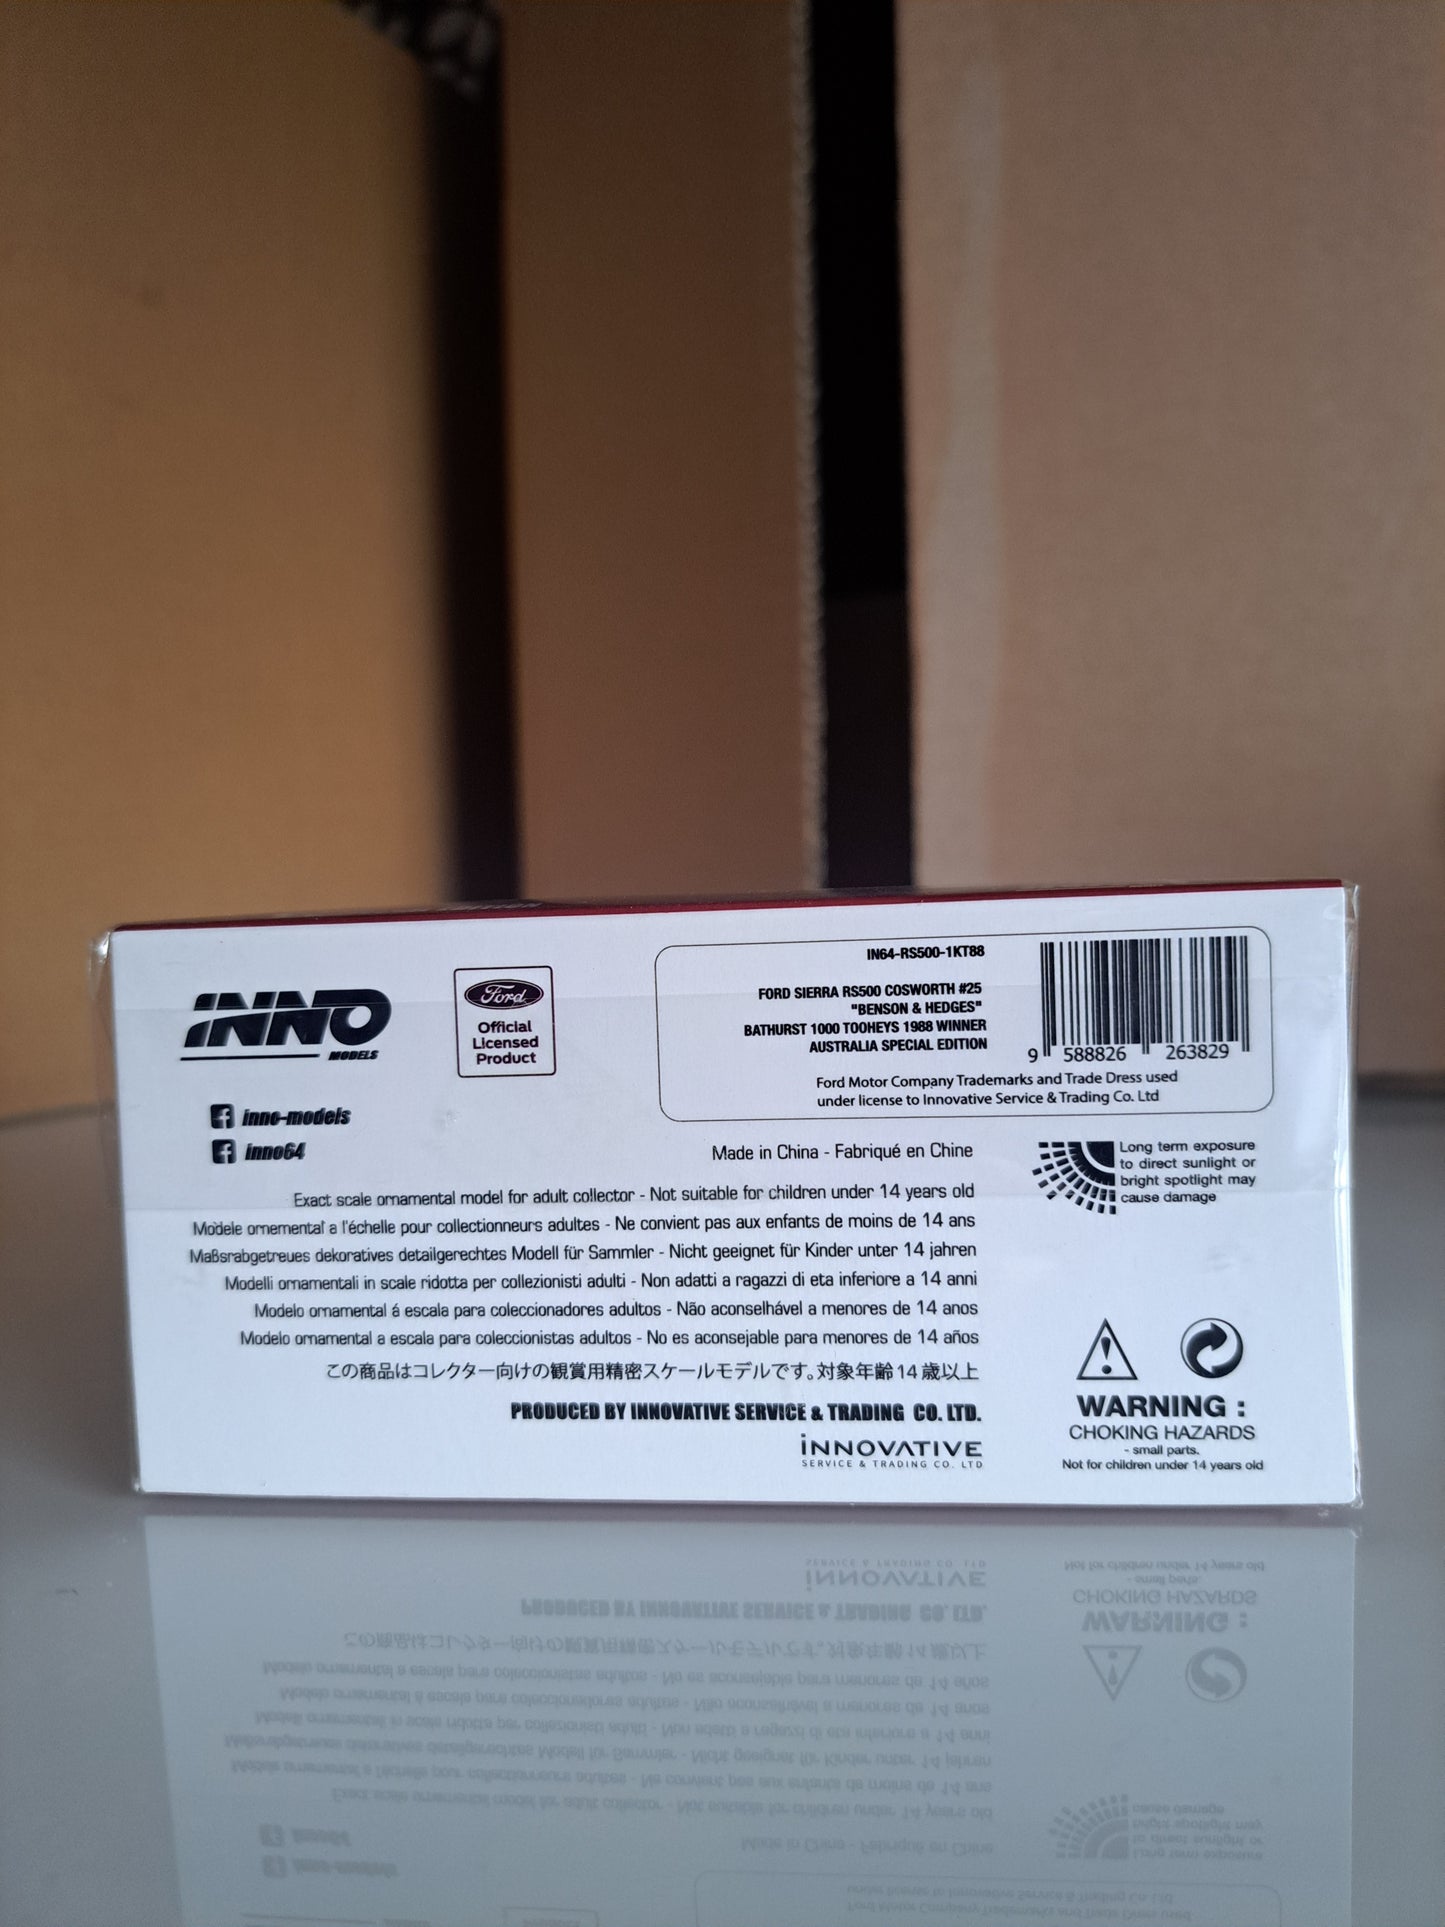 INNO
MODELS
Ford
Official
Licensed
Product
inno-models
inno64
IN64-RS500-1KT88
FORD SIERRA RS500 COSWORTH #25
"BENSON & HEDGES"
BATHURST 1000 TOOHEYS 1988 WINNER
AUSTRALIA SPECIAL EDITION
9 588826 263829
Ford Motor Company Trademarks and Trade Dress used
under license to Innovative Service & Trading Co. Ltd
Made in China - Fabriqué en Chine
Long term exposure
to direct sunlight or
bright spotlight may
cause damage
Exact scale ornamental model for adult collector - Not suitable for children under 14 years old
Modele ornemental a l'échelle pour collectionneurs adultes - Ne convient pas aux enfants de moins de 14 ans
Maßsrabgetreues dekoratives detailgerechtes Modell für Sammler - Nicht geeignet für Kinder unter 14 jahren
Modelli ornamentali in scale ridotta per collezionisti adulti - Non adatti a ragazzi di eta inferiore a 14 anni
Modelo ornamental á escala para coleccionadores adultos - Não aconselhável a menores de 14 anos
Modelo ornamental a escala para coleccionistas adultos - No es aconsejable para menores de 14 años
この商品はコレクター向けの観賞用精密スケールモデルです。対象年齢14歳以上
PRODUCED BY INNOVATIVE SERVICE & TRADING CO. LTD.
INNOVATIVE
SERVICE & TRADING CO. LTD
WARNING :
CHOKING HAZARDS
- small parts.
Not for children under 14 years old